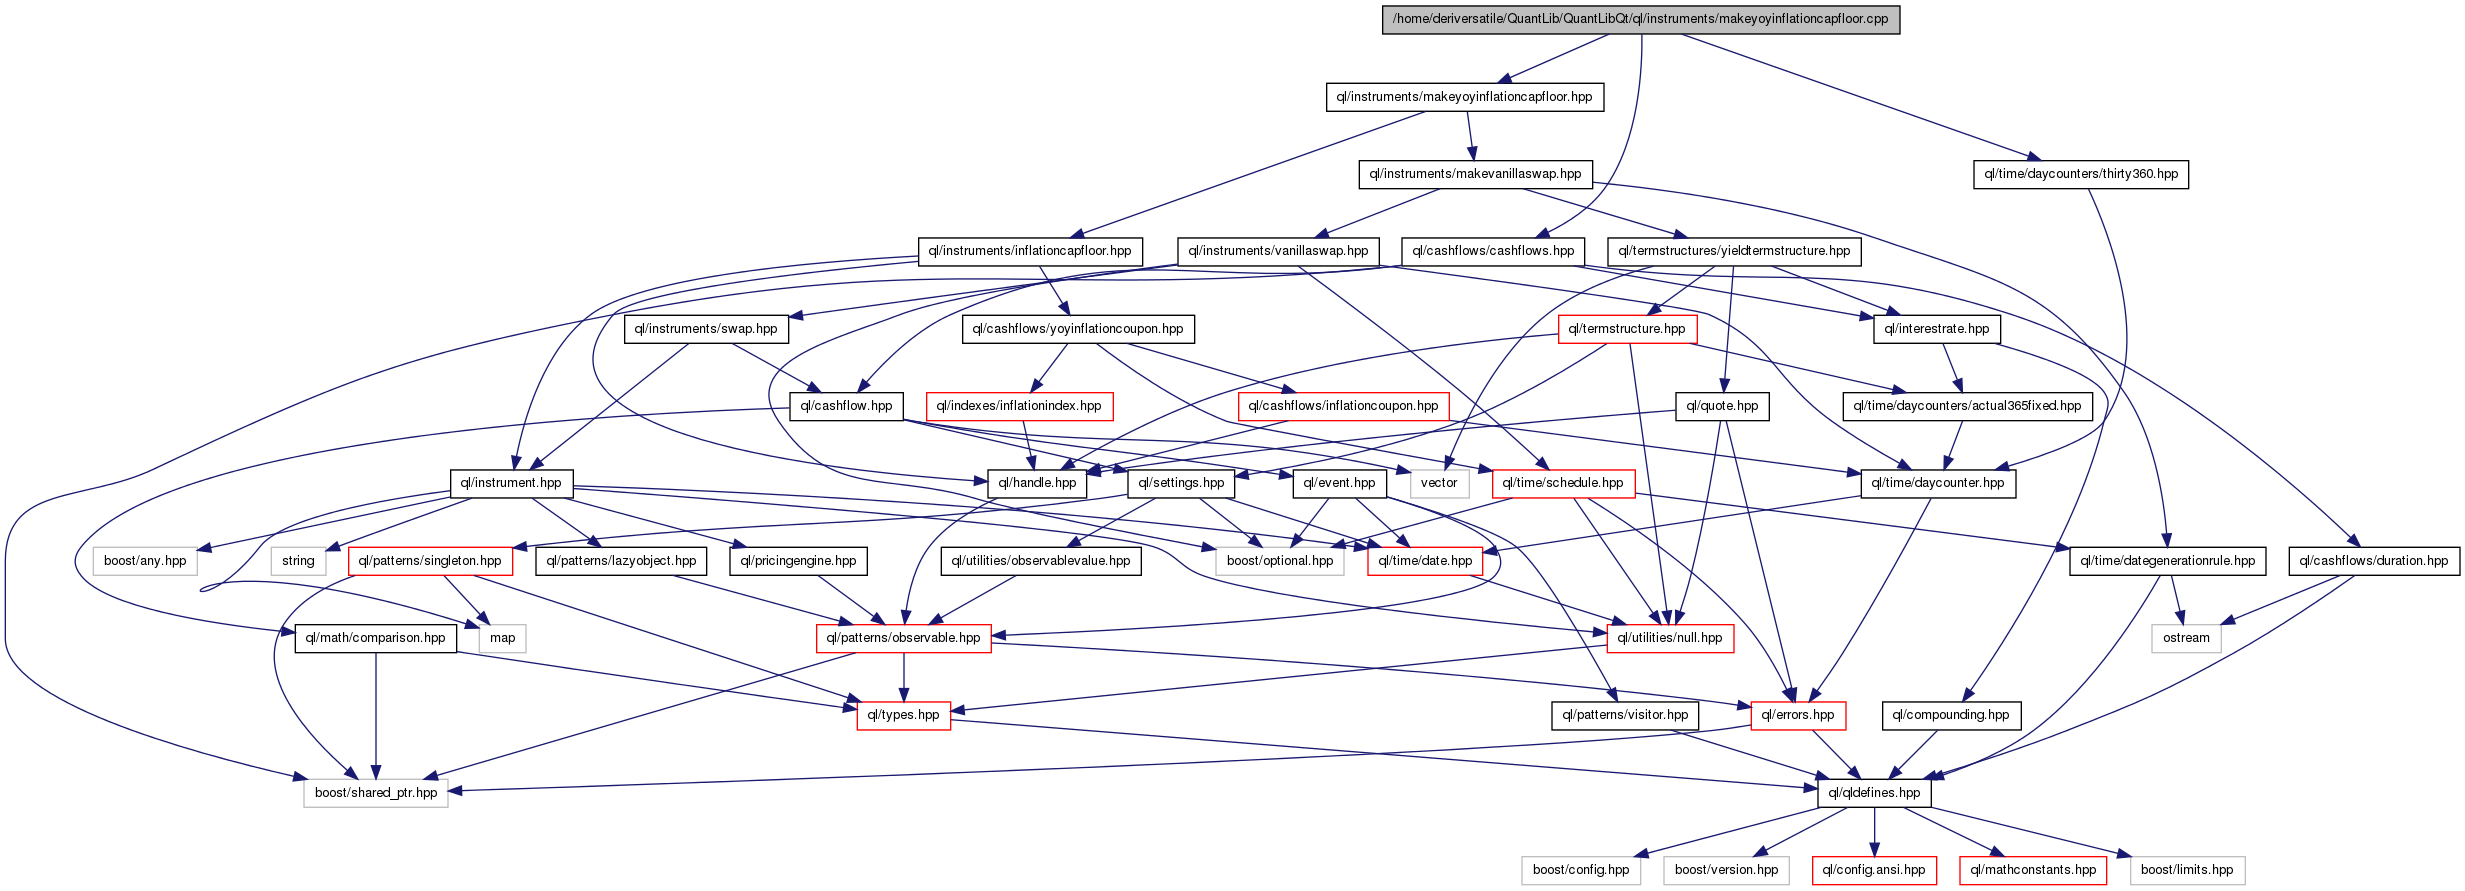 /home/deriversatile/QuantLib/QuantLibQt/ql/instruments/makeyoyinflationcapfloor.cpp
ql/instruments/makeyoyinflationcapfloor.hpp
ql/instruments/makevanillaswap.hpp
ql/time/daycounters/thirty360.hpp
ql/instruments/inflationcapfloor.hpp
ql/instruments/vanillaswap.hpp
ql/cashflows/cashflows.hpp
ql/termstructures/yieldtermstructure.hpp
ql/instruments/swap.hpp
ql/cashflows/yoyinflationcoupon.hpp
ql/termstructure.hpp
ql/interestrate.hpp
ql/cashflow.hpp
ql/indexes/inflationindex.hpp
ql/cashflows/inflationcoupon.hpp
ql/quote.hpp
ql/time/daycounters/actual365fixed.hpp
ql/instrument.hpp
ql/handle.hpp
ql/settings.hpp
ql/event.hpp
vector
ql/time/schedule.hpp
ql/time/daycounter.hpp
boost/any.hpp
string
ql/patterns/singleton.hpp
ql/patterns/lazyobject.hpp
ql/pricingengine.hpp
ql/utilities/observablevalue.hpp
boost/optional.hpp
ql/time/date.hpp
ql/time/dategenerationrule.hpp
ql/cashflows/duration.hpp
ql/math/comparison.hpp
map
ql/patterns/observable.hpp
ql/utilities/null.hpp
ostream
ql/types.hpp
ql/patterns/visitor.hpp
ql/errors.hpp
ql/compounding.hpp
boost/shared_ptr.hpp
ql/qldefines.hpp
boost/config.hpp
boost/version.hpp
ql/config.ansi.hpp
ql/mathconstants.hpp
boost/limits.hpp